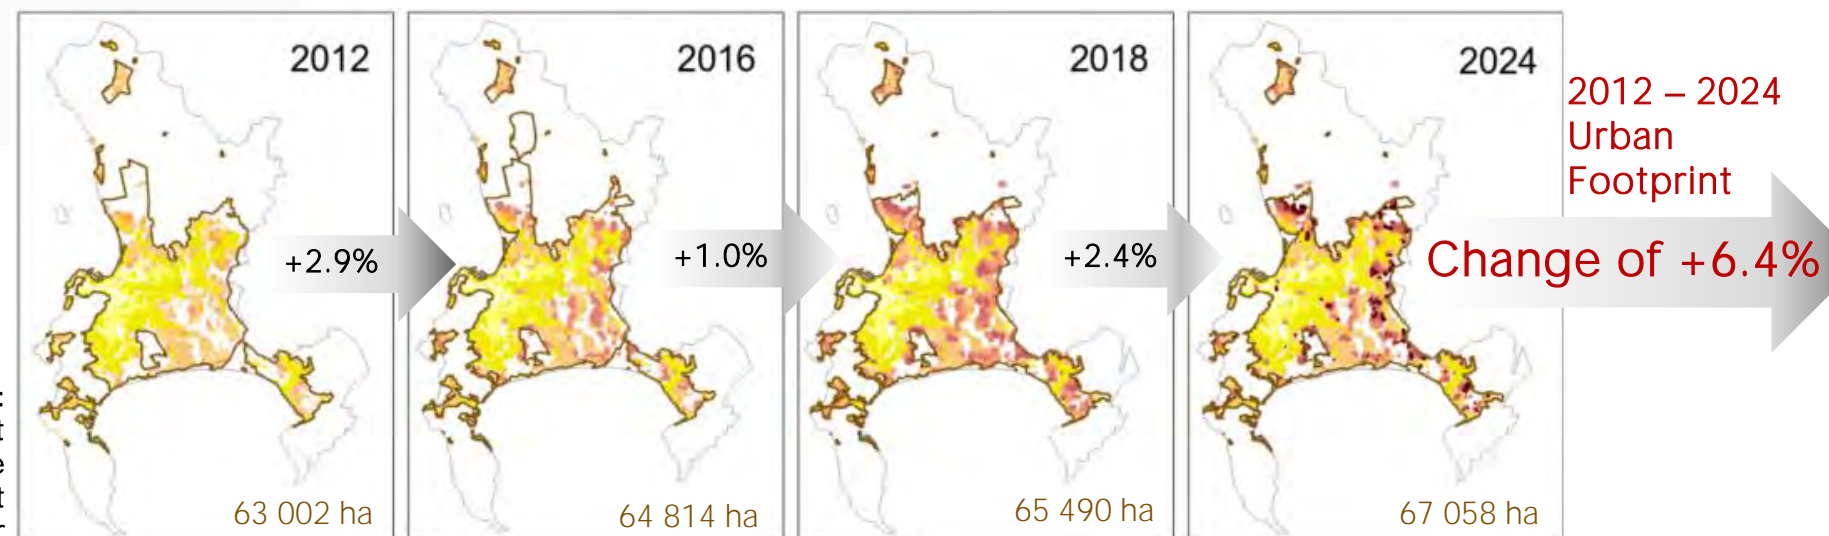 2012
2016
2018
2024
2012 – 2024
Urban
Footprint
+2.9%
+1.0%
+2.4%
Change of +6.4%
63 002 ha
64 814 ha
65 490 ha
67 058 ha